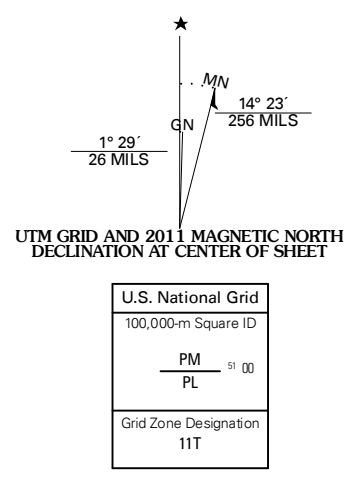 ★
MN
GN
14° 23´
256 MILS
1° 29´
26 MILS
UTM GRID AND 2011 MAGNETIC NORTH
DECLINATION AT CENTER OF SHEET
U.S. National Grid
100,000-m Square ID
PM
51 00
PL
Grid Zone Designation
11T